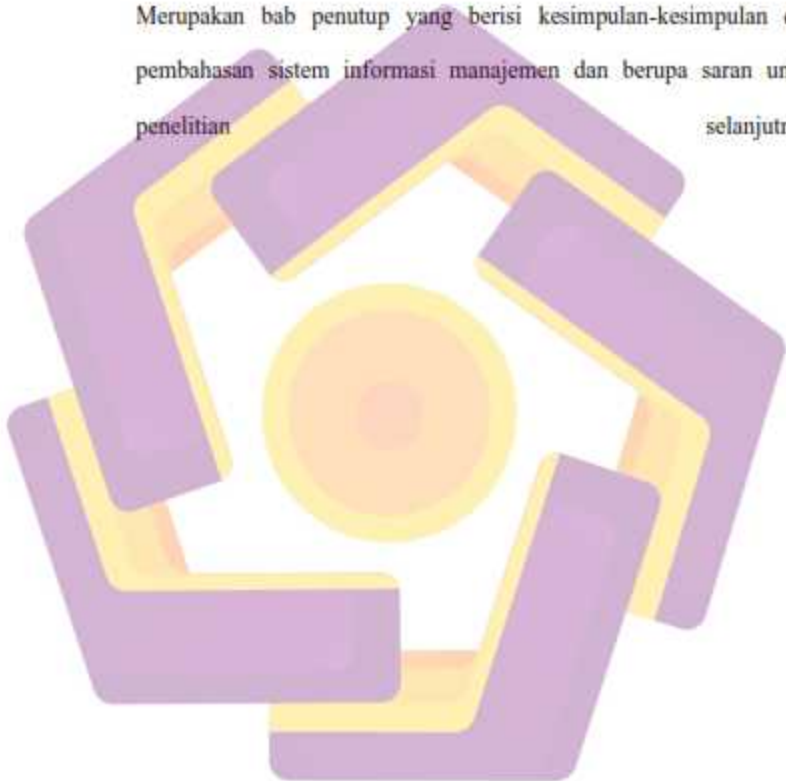 Merupakan bab penutup yang berisi kesimpulan-kesimpulan
pembahasan sistem informasi manajemen dan berupa saran
penelitian